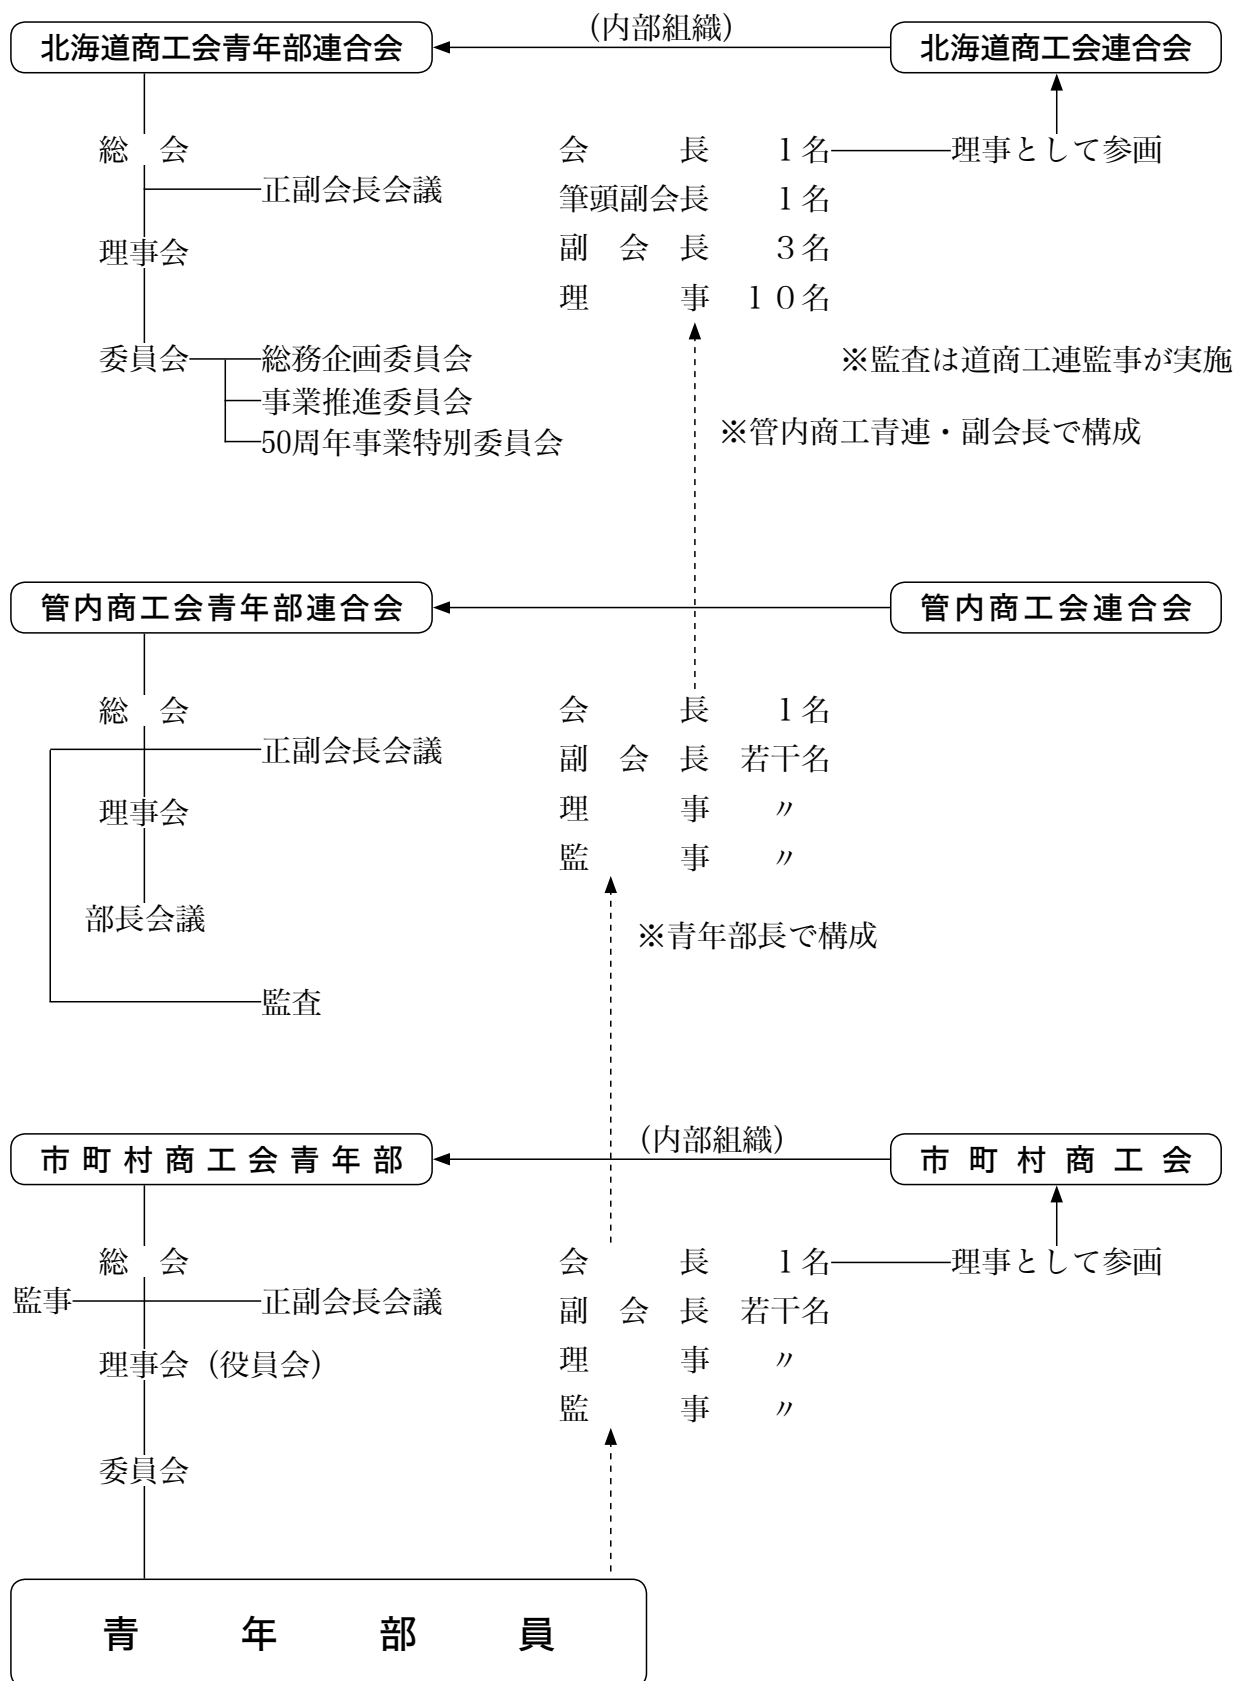 (内部組織)
北海道商工会青年部連合会
北海道商工会連合会
総　会
会　　　長　　１名
理事として参画
正副会長会議
筆頭副会長　　１名
理事会
副　会　長　　３名
理　　　事　１０名
委員会
総務企画委員会
※監査は道商工連監事が実施
事業推進委員会
※管内商工青連・副会長で構成
50周年事業特別委員会
管内商工会青年部連合会
管内商工会連合会
総　会
会　　　長　　１名
正副会長会議
副　会　長　若干名
理事会
理　　　事　　〃
監　　　事　　〃
部長会議
※青年部長で構成
監査
(内部組織)
市町村商工会青年部
市町村商工会
総　会
会　　　長　　１名
理事として参画
監事
正副会長会議
副　会　長　若干名
理事会（役員会）
理　　　事　　〃
監　　　事　　〃
委員会
青　年　部　員